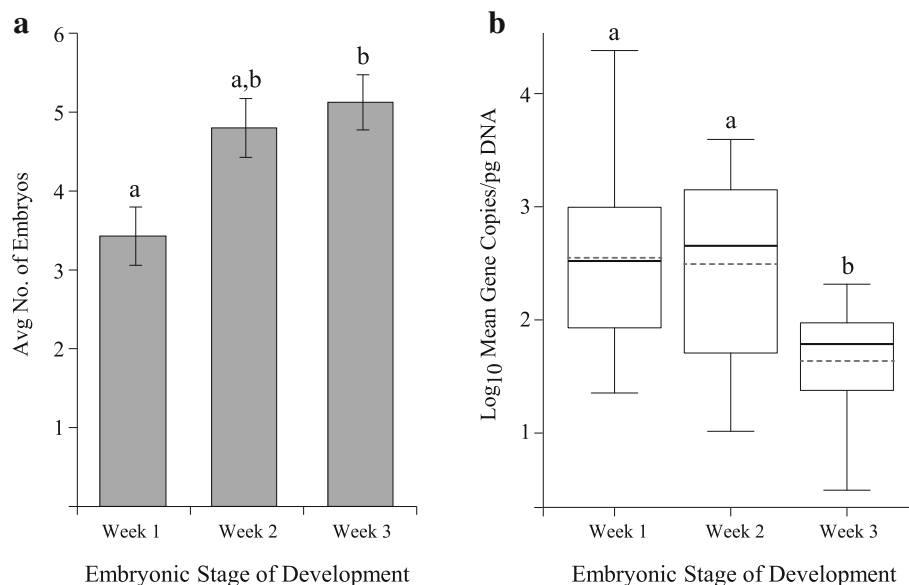 a
Avg No. of Embryos
6
5
4
3
2
1
a
a,b
b
Week 1
Week 2
Week 3
Embryonic Stage of Development
b
Log10 Mean Gene Copies/pg DNA
4
3
2
1
a
a
b
Week 1
Week 2
Week 3
Embryonic Stage of Development